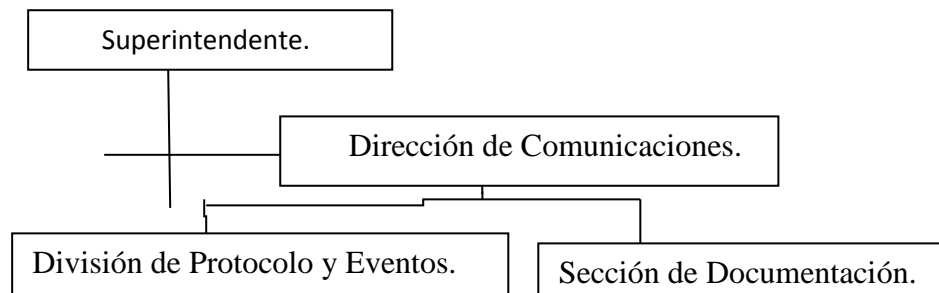 Superintendente.
Dirección de Comunicaciones.
División de Protocolo y Eventos.
Sección de Documentación.